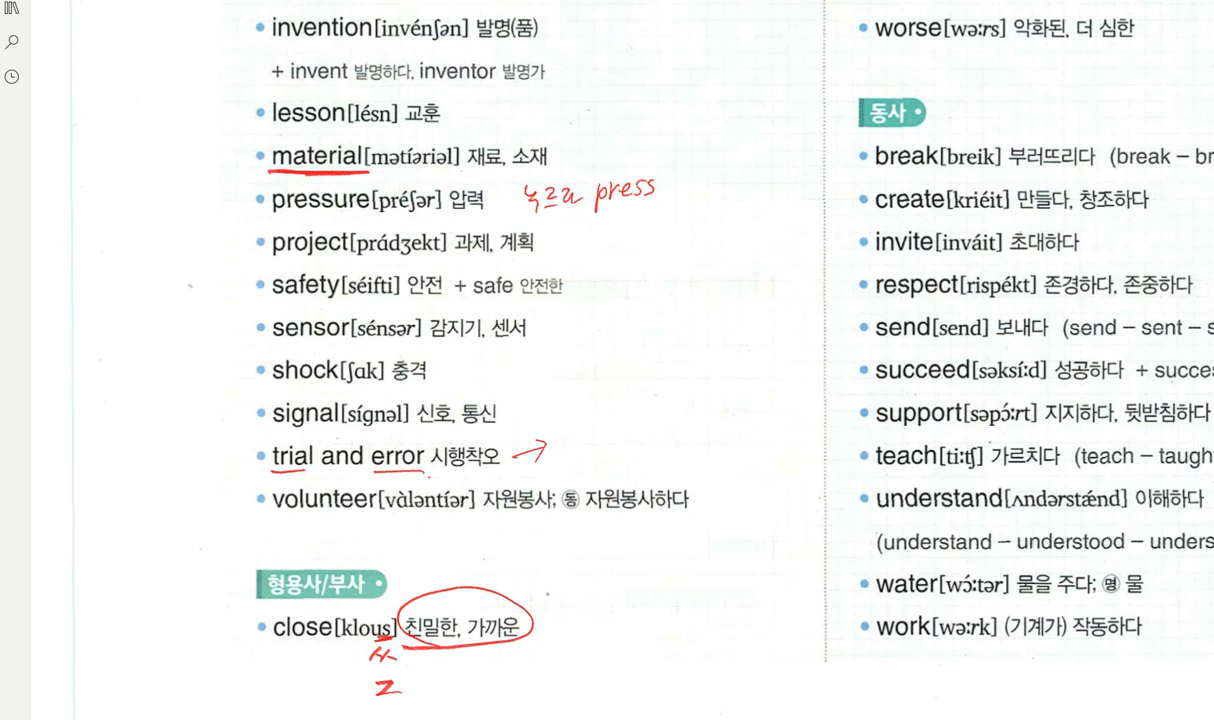 invention[invénʃən] 발명(품)
+ invent 발명하다, inventor 발명가
lesson[lésn] 교훈
material[mətíəriəl] 재료, 소재
pressure[préʃər] 압력 누르다 press
project[prádʒekt] 과제, 계획
safety[séifti] 안전 + safe 안전한
sensor[sénsər] 감지기, 센서
shock[ʃɑk] 충격
signal[sígnəl] 신호, 통신
trial and error 시행착오
volunteer[vàləntíər] 자원봉사; 동 자원봉사하다
형용사/부사
close[klous] 친밀한, 가까운
ㅆ
z
worse[wəːrs] 악화된, 더 심한
동사
break[breik] 부러뜨리다 (break – br
create[kriéit] 만들다, 창조하다
invite[inváit] 초대하다
respect[rispékt] 존경하다, 존중하다
send[send] 보내다 (send – sent – s
succeed[səksíːd] 성공하다 + succes
support[səpɔ́ːrt] 지지하다, 뒷받침하다
teach[tiːtʃ] 가르치다 (teach – taugh
understand[ʌndərstǽnd] 이해하다
(understand – understood – unders
water[wɔ́ːtər] 물을 주다; 명 물
work[wəːrk] (기계가) 작동하다